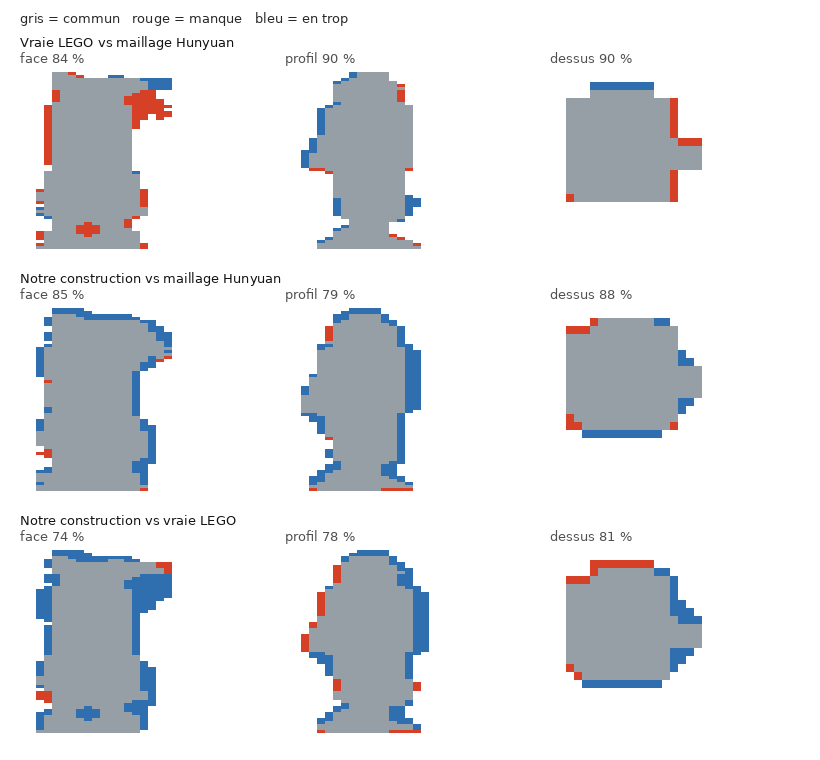 gris = commun   rouge = manque   bleu = en trop
Vraie LEGO vs maillage Hunyuan
face 84 %   profil 90 %   dessus 90 %
Notre construction vs maillage Hunyuan
face 85 %   profil 79 %   dessus 88 %
Notre construction vs vraie LEGO
face 74 %   profil 78 %   dessus 81 %